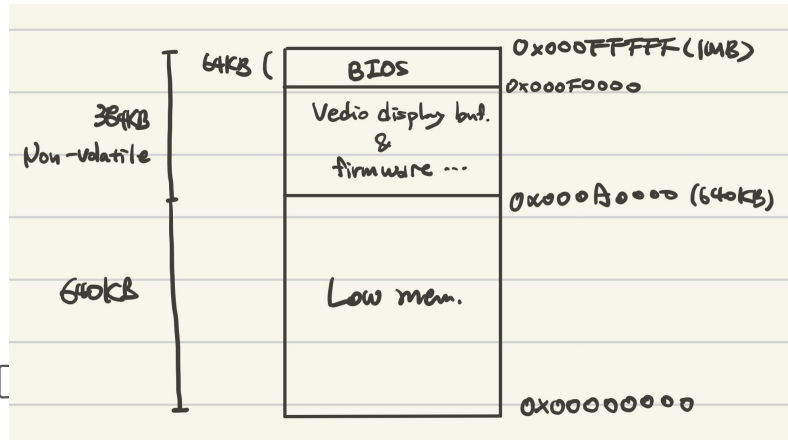 64KB (
BIOS
0x000FFFFF (1MB)
0x000F0000
384KB
Non-volatile
Vedio display buf.
&
firmware ...
0x000A0000 (640KB)
640KB
Low mem.
0x00000000